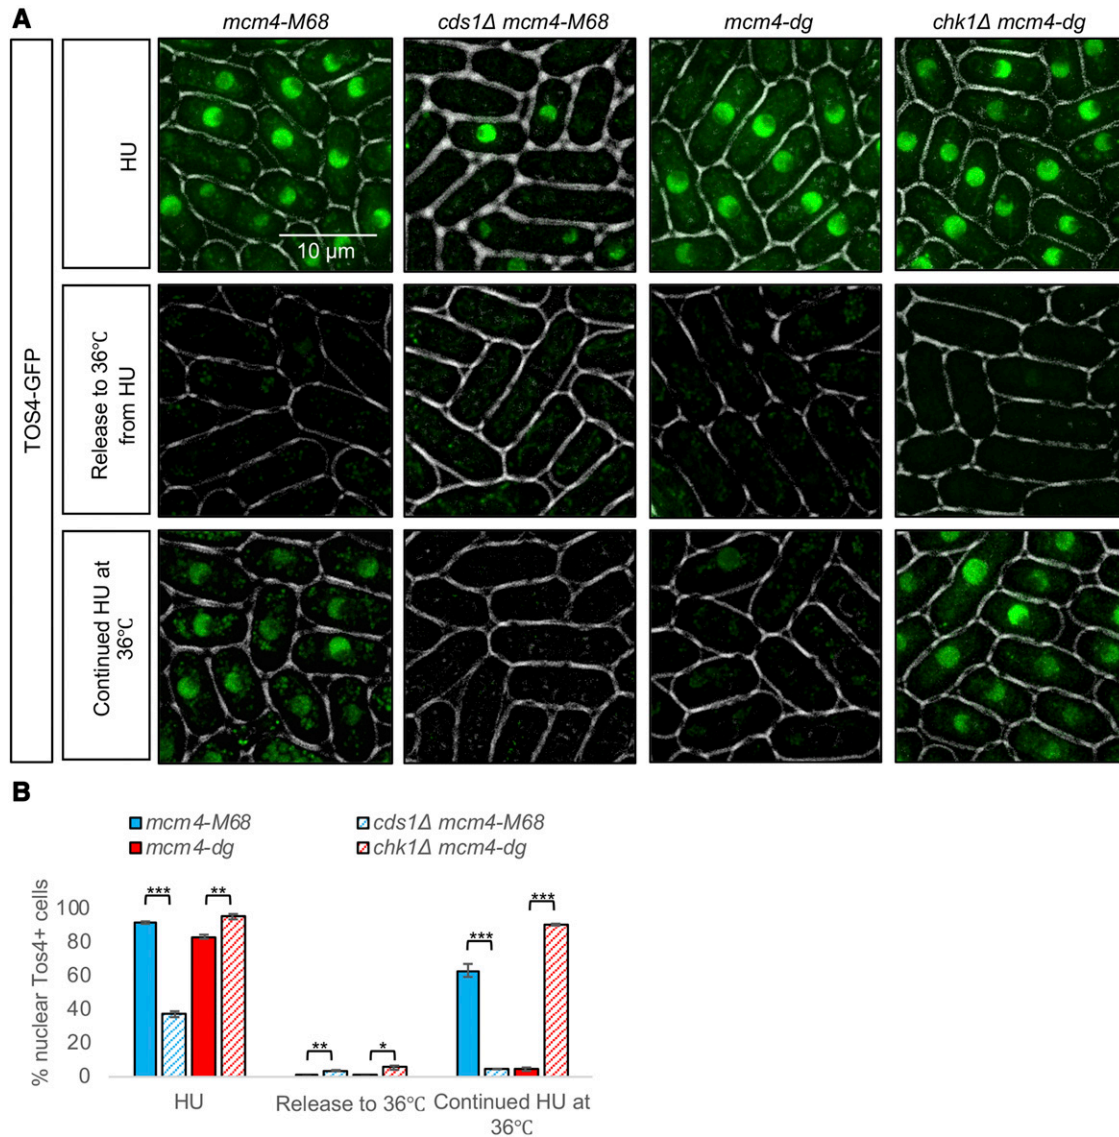 A
mcm4-M68
cds1Δ mcm4-M68
mcm4-dg
chk1Δ mcm4-dg
TOS4-GFP
HU
10 µm
Release to 36°C
from HU
Continued HU at
36°C
B
mcm4-M68
cds1Δ mcm4-M68
mcm4-dg
chk1Δ mcm4-dg
% nuclear Tos4+ cells
100
80
60
40
20
0
***
**
**
*
***
***
HU
Release to 36°C
Continued HU at
36°C